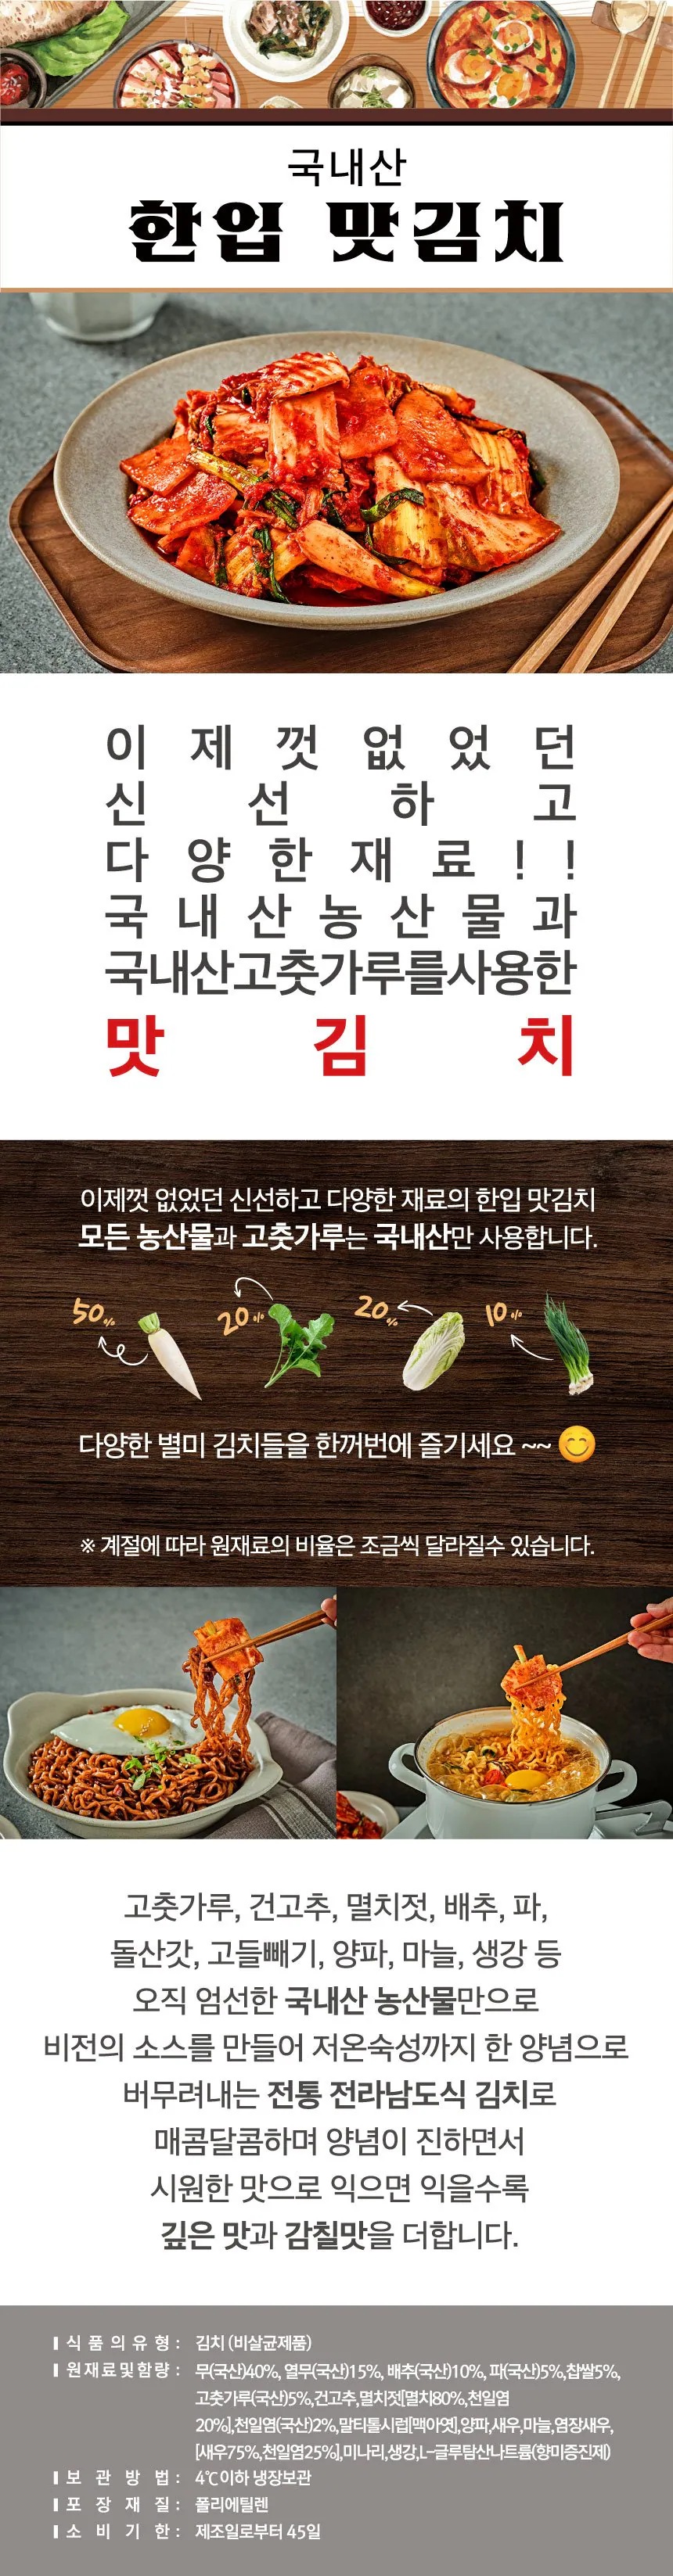 국내산
한입 맛김치
이제껏없었던
신선하고
다양한재료!!
국내산농산물과
국내산고춧가루를사용한
맛김치
이제껏 없었던 신선하고 다양한 재료의 한입 맛김치
모든 농산물과 고춧가루는 국내산만 사용합니다.
50% 20% 20% 10%
다양한 별미 김치들을 한꺼번에 즐기세요 ~~ 😊
※ 계절에 따라 원재료의 비율은 조금씩 달라질수 있습니다.
고춧가루, 건고추, 멸치젓, 배추, 파,
돌산갓, 고들빼기, 양파, 마늘, 생강 등
오직 엄선한 국내산 농산물만으로
비전의 소스를 만들어 저온숙성까지 한 양념으로
버무려내는 전통 전라남도식 김치로
매콤달콤하며 양념이 진하면서
시원한 맛으로 익으면 익을수록
깊은 맛과 감칠맛을 더합니다.
식품의유형 : 김치 (비살균제품)
원재료및함량 : 무(국산)40%, 열무(국산)15%, 배추(국산)10%, 파(국산)5%,찹쌀5%,
고춧가루(국산)5%,건고추,멸치젓[멸치80%,천일염
20%],천일염(국산)2%,말티톨시럽[맥아엿],양파,새우,마늘,염장새우,
[새우75%,천일염25%],미나리,생강,L-글루탐산나트륨(향미증진제)
보관방법 : 4℃이하 냉장보관
포장재질 : 폴리에틸렌
소비기한 : 제조일로부터 45일